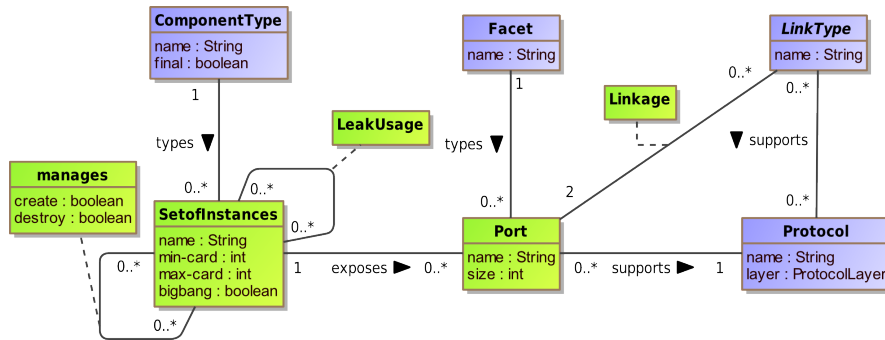 ComponentType
name : String
final : boolean
Facet
name : String
LinkType
name : String
1
1
0..*
0..*
Linkage
LeakUsage
types
types
supports
manages
create : boolean
destroy : boolean
0..*
0..*
2
0..*
0..*
0..*
SetofInstances
name : String
min-card : int
max-card : int
bigbang : boolean
Port
name : String
size : int
Protocol
name : String
layer : ProtocolLayer
0..*
1
exposes
0..*
0..*
supports
1
0..*